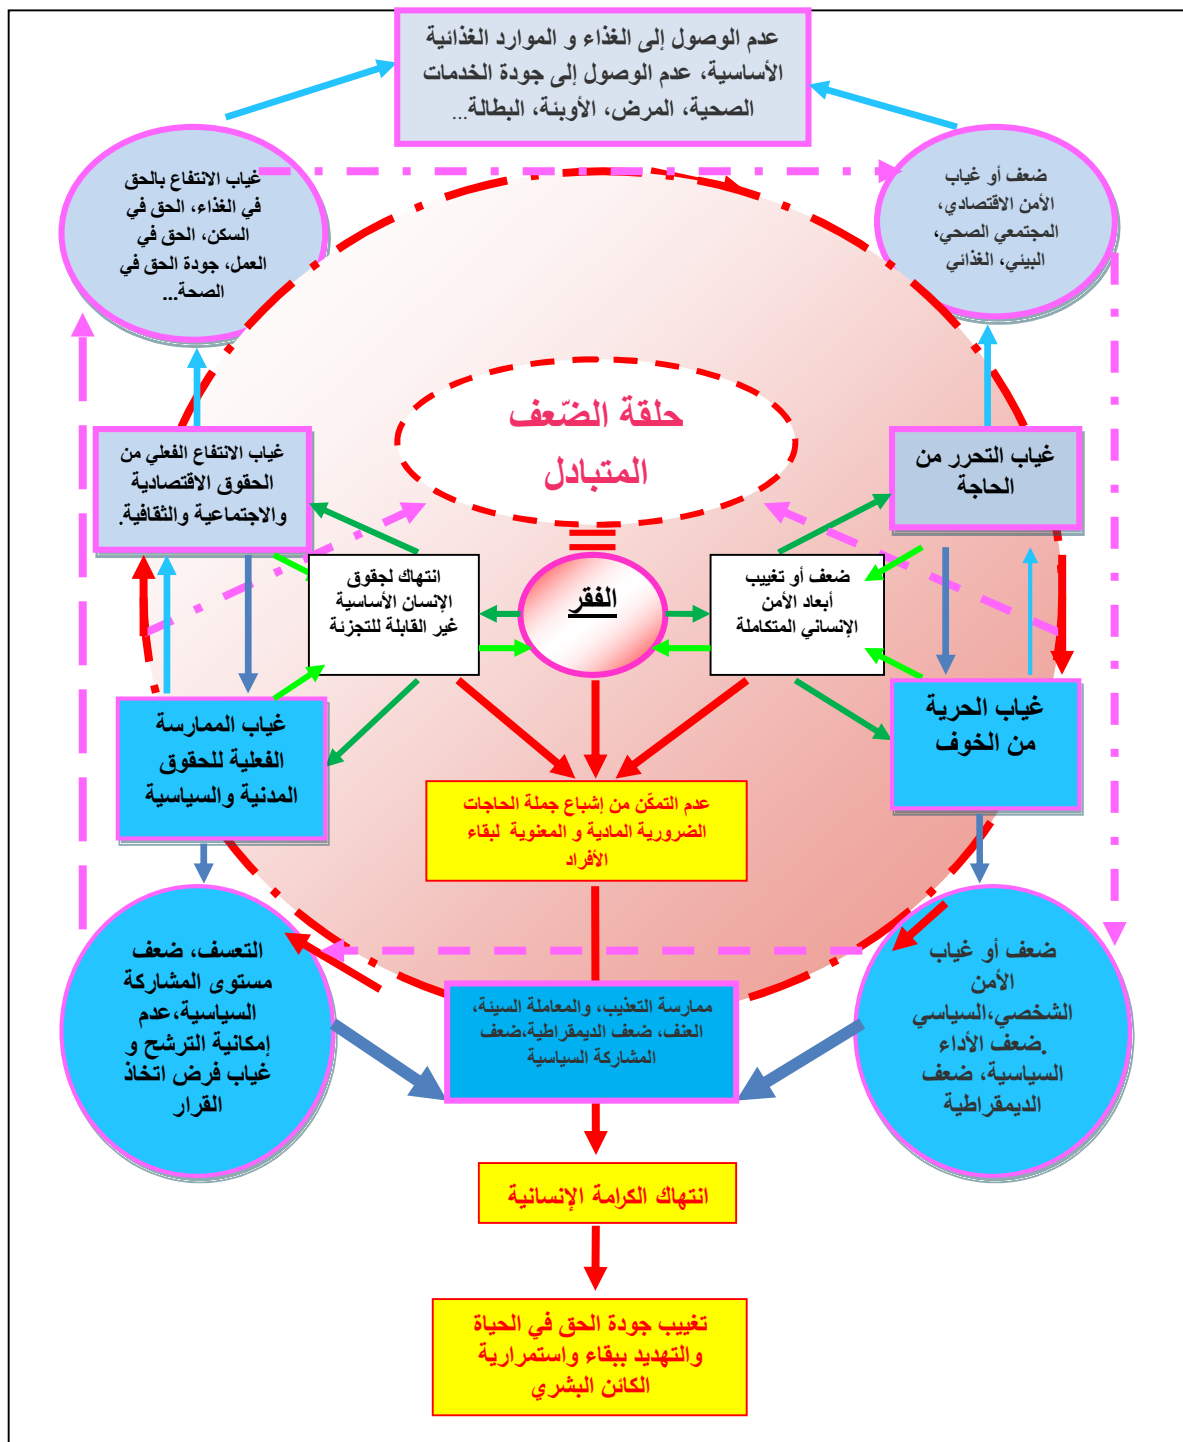 عدم الوصول إلى الغذاء و الموارد الغذائية
الأساسية، عدم الوصول إلى جودة الخدمات
الصحية، المرض، الأوبئة، البطالة...
ضعف أو غياب
الأمن الاقتصادي،
المجتمعي الصحي،
البيئي، الغذائي
غياب الانتفاع بالحق
في الغذاء، الحق في
السكن، الحق في
العمل، جودة الحق في
الصحة...
حلقة الضّعف
المتبادل
غياب التحرر من
الحاجة
غياب الانتفاع الفعلي من
الحقوق الاقتصادية
والاجتماعية والثقافية.
ضعف أو تغييب
أبعاد الأمن
الإنساني المتكاملة
الفقر
انتهاك لحقوق
الإنسان الأساسية
غير القابلة للتجزئة
غياب الحرية
من الخوف
غياب الممارسة
الفعلية للحقوق
المدنية والسياسية
عدم التمكّن من إشباع جملة الحاجات
الضرورية المادية و المعنوية لبقاء
الأفراد
ضعف أو غياب
الأمن
الشخصي،السياسي
.ضعف الأداء
السياسية، ضعف
الديمقراطية
ممارسة التعذيب، والمعاملة السيئة،
العنف، ضعف الديمقراطية،ضعف
المشاركة السياسية
التعسف، ضعف
مستوى المشاركة
السياسية،عدم
إمكانية الترشح و
غياب فرض اتخاذ
القرار
انتهاك الكرامة الإنسانية
تغييب جودة الحق في الحياة
والتهديد ببقاء واستمرارية
الكائن البشري